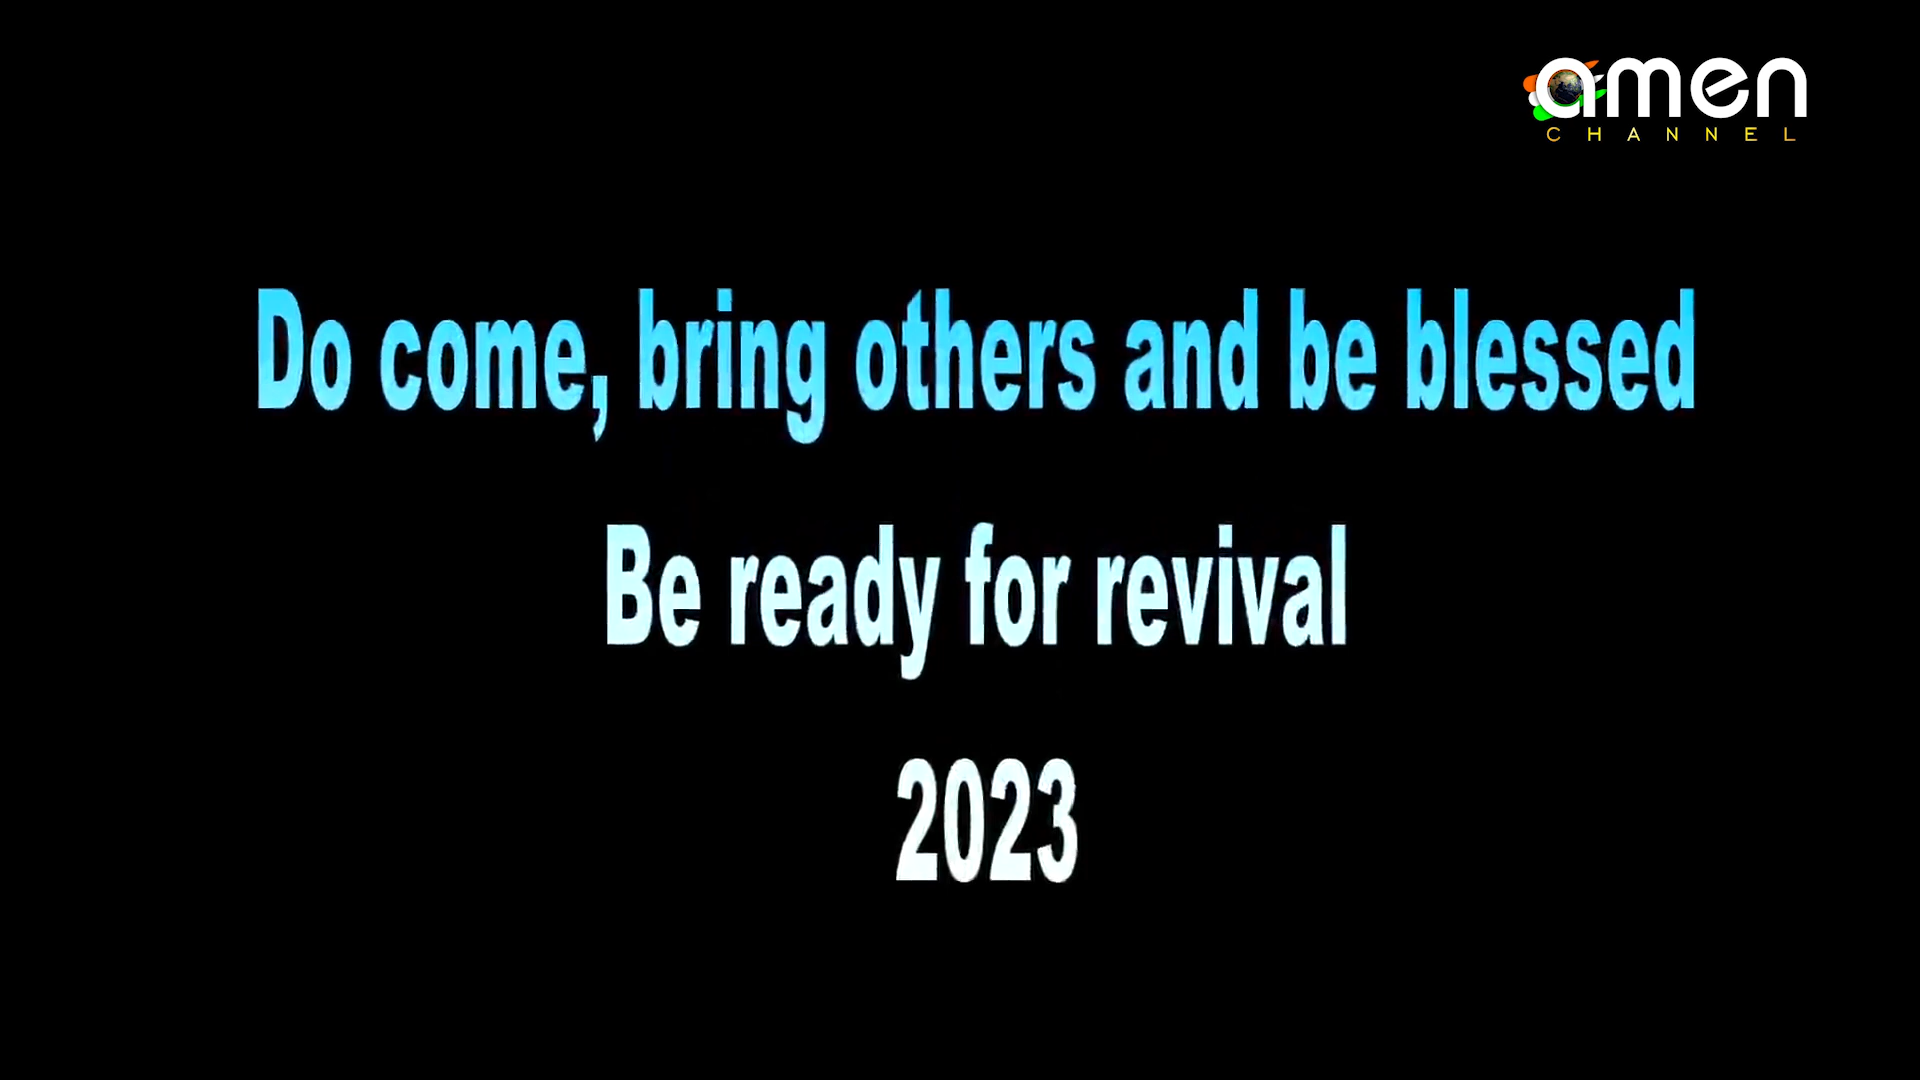 amen
CHANNEL
Do come, bring others and be blessed
Be ready for revival
2023